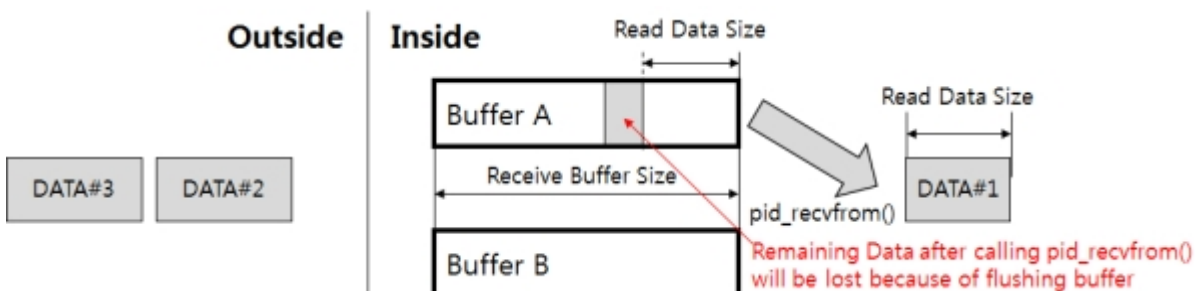 Outside
Inside
Read Data Size
Buffer A
Read Data Size
DATA#3
DATA#2
Receive Buffer Size
DATA#1
pid_recvfrom()
Buffer B
Remaining Data after calling pid_recvfrom()
will be lost because of flushing buffer